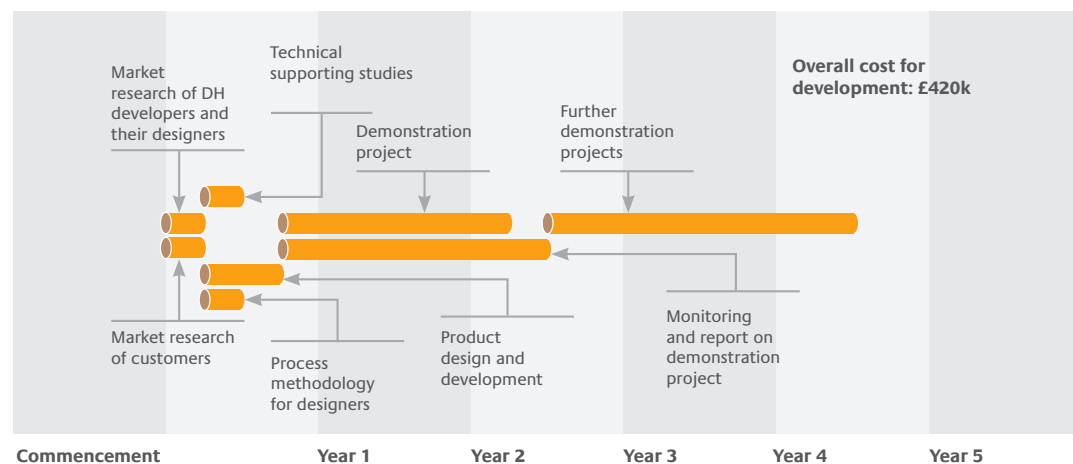 Technical
supporting studies
Market
research of DH
developers and
their designers
Overall cost for
development: £420k
Demonstration
project
Further
demonstration
projects
Market research
of customers
Process
methodology
for designers
Product
design and
development
Monitoring
and report on
demonstration
project
Commencement
Year 1
Year 2
Year 3
Year 4
Year 5